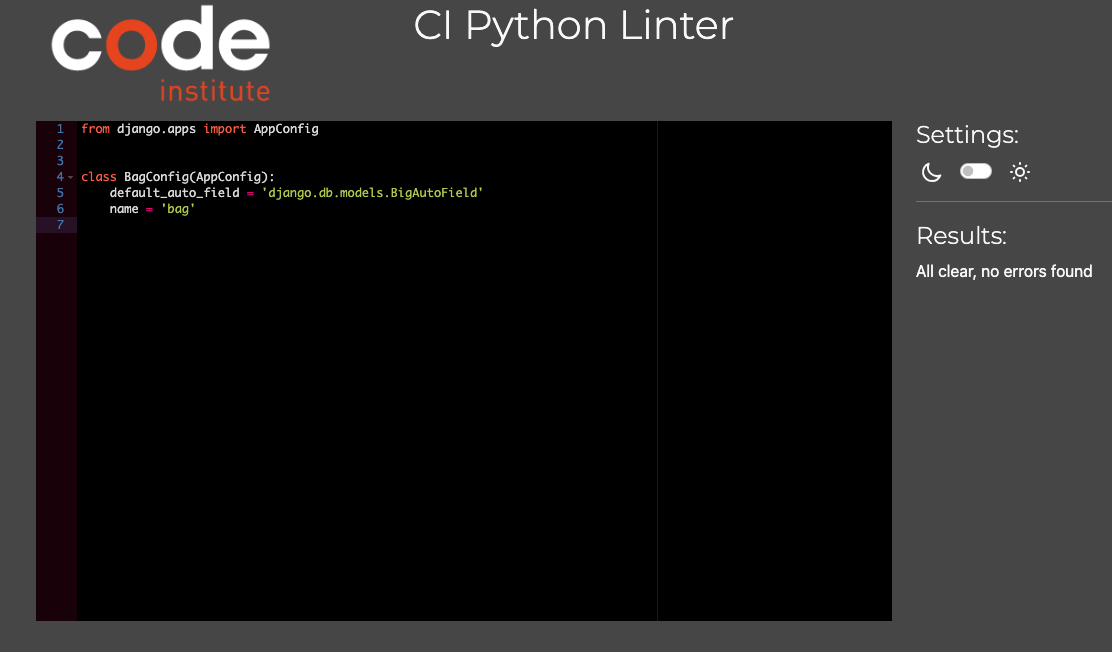 code
institute
CI Python Linter
1 from django.apps import AppConfig
2
3
4 class BagConfig(AppConfig):
5     default_auto_field = 'django.db.models.BigAutoField'
6     name = 'bag'
7
Settings:
Results:
All clear, no errors found